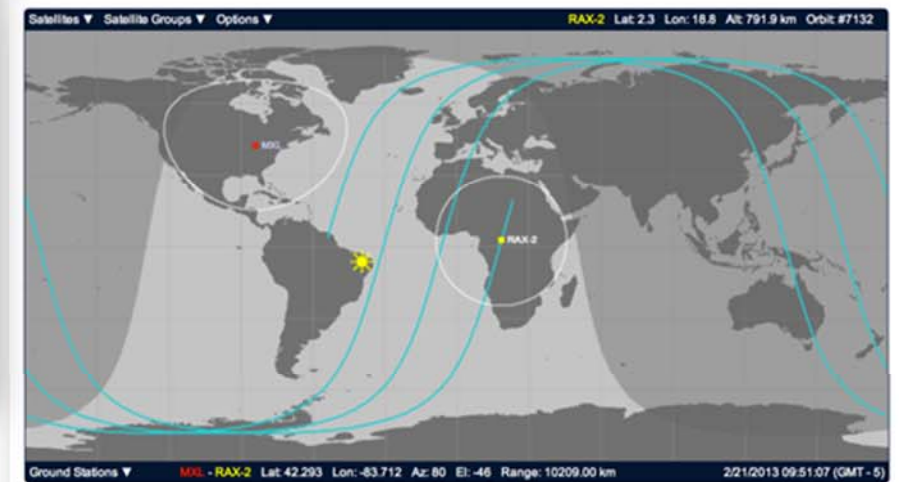 Satellites ▼ Satellite Groups ▼ Options ▼ RAX-2 Lat: 2.3 Lon: 18.8 Alt: 791.9 km Orbit: #7132
MXL
RAX-2
Ground Stations ▼ MXL - RAX-2 Lat: 42.293 Lon: -83.712 Az: 80 El: -46 Range: 10209.00 km 2/21/2013 09:51:07 (GMT - 5)